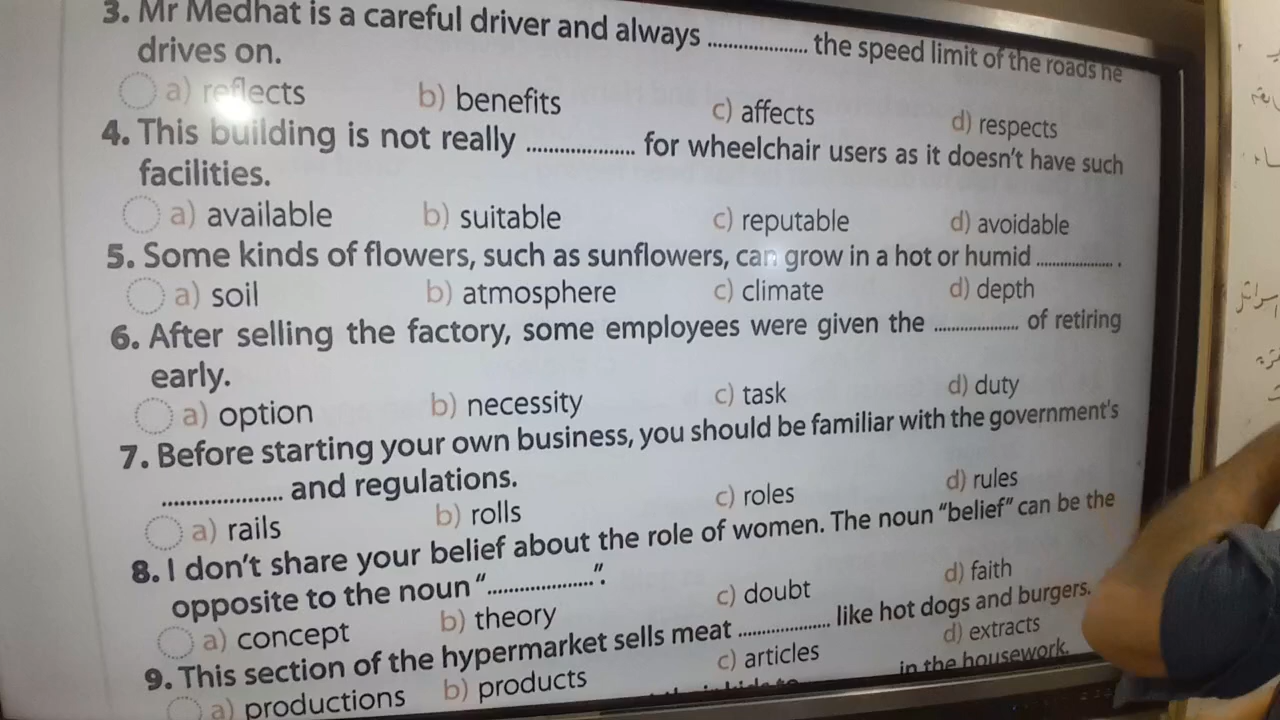 3. Mr Medhat is a careful driver and always .................... the speed limit of the roads he
drives on.
a) reflects b) benefits c) affects d) respects
4. This building is not really .................... for wheelchair users as it doesn't have such
facilities.
a) available b) suitable c) reputable d) avoidable
5. Some kinds of flowers, such as sunflowers, can grow in a hot or humid .................... .
a) soil b) atmosphere c) climate d) depth
6. After selling the factory, some employees were given the .................... of retiring
early.
a) option b) necessity c) task d) duty
7. Before starting your own business, you should be familiar with the government's
.................... and regulations.
a) rails b) rolls c) roles d) rules
8. I don't share your belief about the role of women. The noun "belief" can be the
opposite to the noun "....................".
a) concept b) theory c) doubt d) faith
9. This section of the hypermarket sells meat .................... like hot dogs and burgers.
a) productions b) products c) articles d) extracts
in the housework.